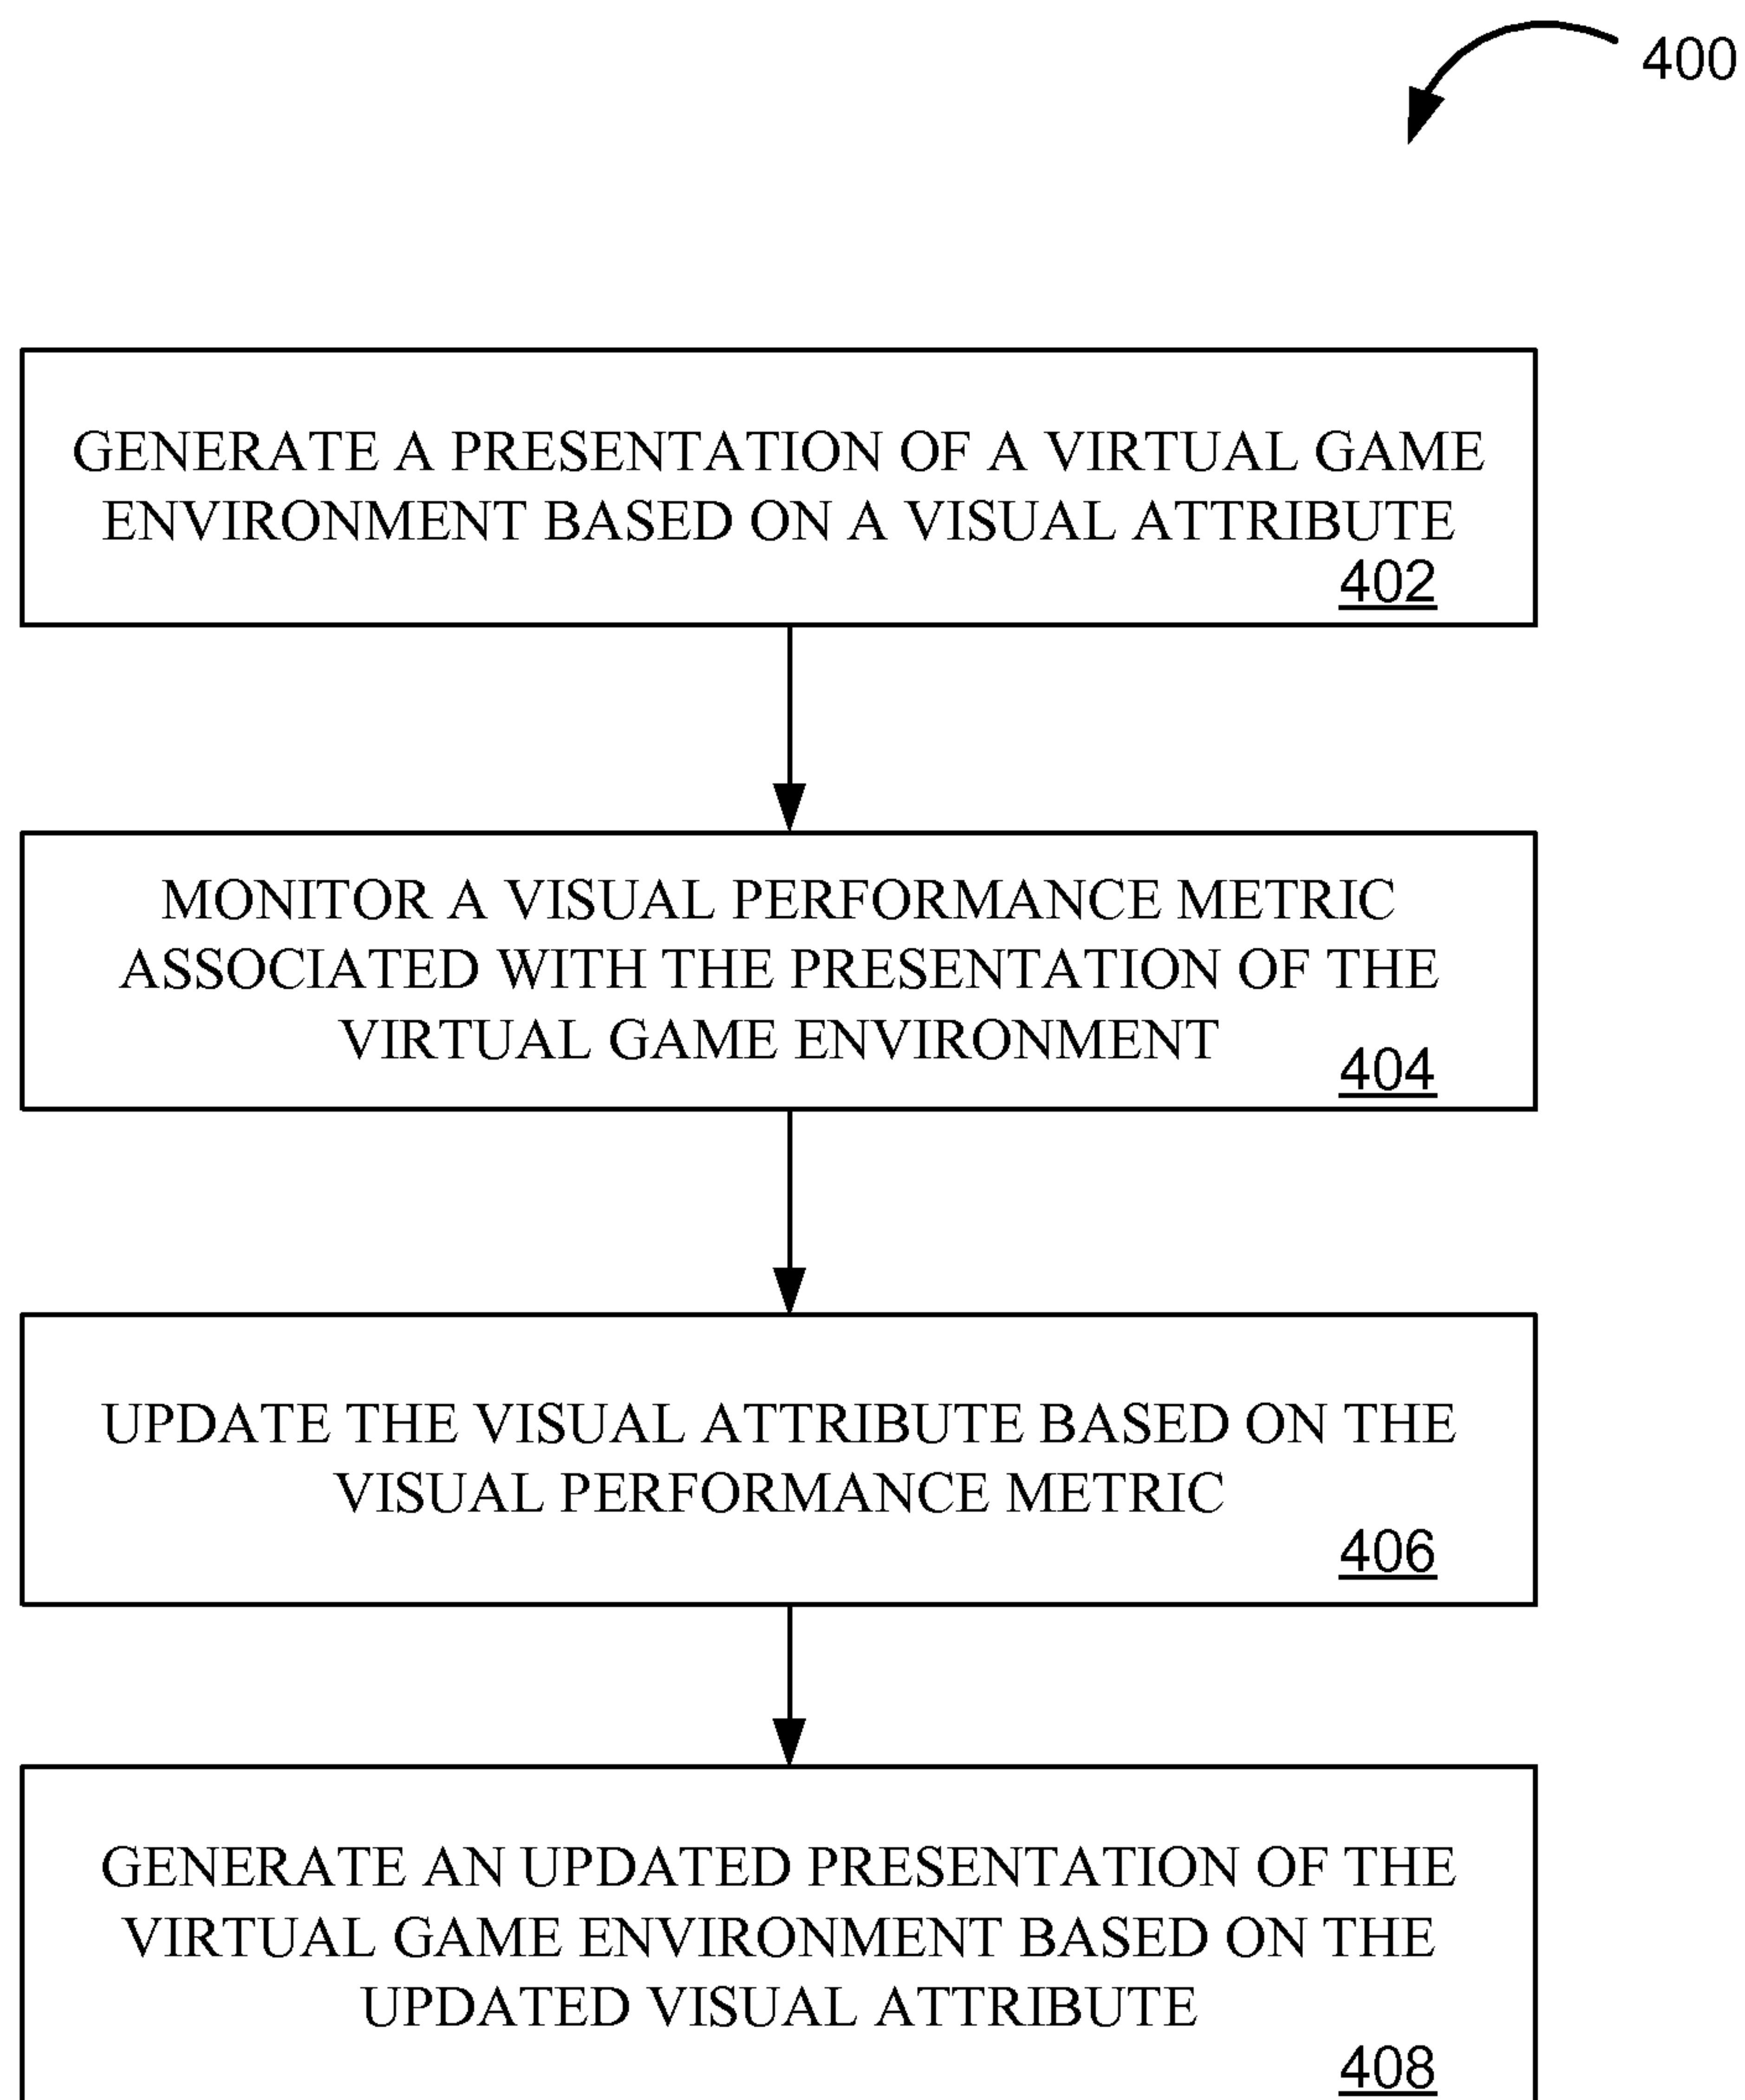 400
GENERATE A PRESENTATION OF A VIRTUAL GAME
ENVIRONMENT BASED ON A VISUAL ATTRIBUTE
402
MONITOR A VISUAL PERFORMANCE METRIC
ASSOCIATED WITH THE PRESENTATION OF THE
VIRTUAL GAME ENVIRONMENT
404
UPDATE THE VISUAL ATTRIBUTE BASED ON THE
VISUAL PERFORMANCE METRIC
406
GENERATE AN UPDATED PRESENTATION OF THE
VIRTUAL GAME ENVIRONMENT BASED ON THE
UPDATED VISUAL ATTRIBUTE
408